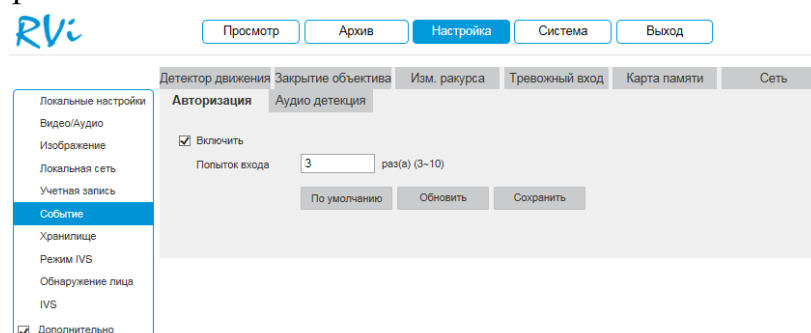 RVi
Просмотр Архив Настройка Система Выход
Детектор движения Закрытие объектива Изм. ракурса Тревожный вход Карта памяти Сеть
Авторизация Аудио детекция
Локальные настройки
Видео/Аудио
Изображение
Локальная сеть
Учетная запись
Событие
Хранилище
Режим IVS
Обнаружение лица
IVS
Дополнительно
Включить
Попыток входа 3 раз(а) (3~10)
По умолчанию Обновить Сохранить